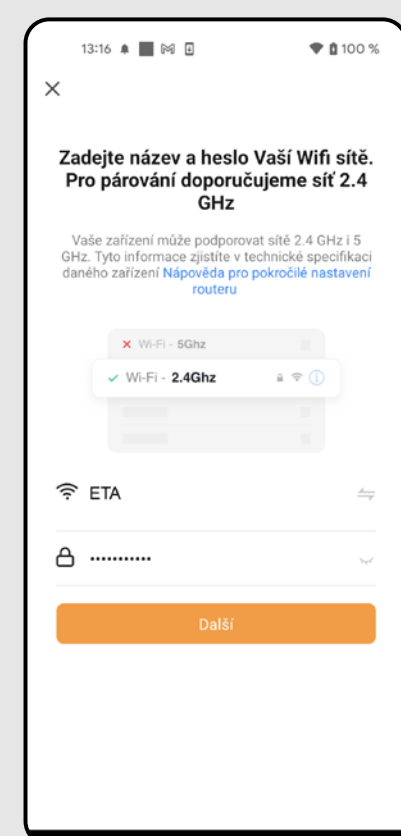 13:16 100 %
Zadejte název a heslo Vaší Wifi sítě.
Pro párování doporučujeme síť 2.4
GHz
Vaše zařízení může podporovat sítě 2.4 GHz i 5
GHz. Tyto informace zjistíte v technické specifikaci
daného zařízení Nápověda pro pokročilé nastavení
routeru
Wi-Fi - 5Ghz
Wi-Fi - 2.4Ghz
ETA
•••••••••••
Další